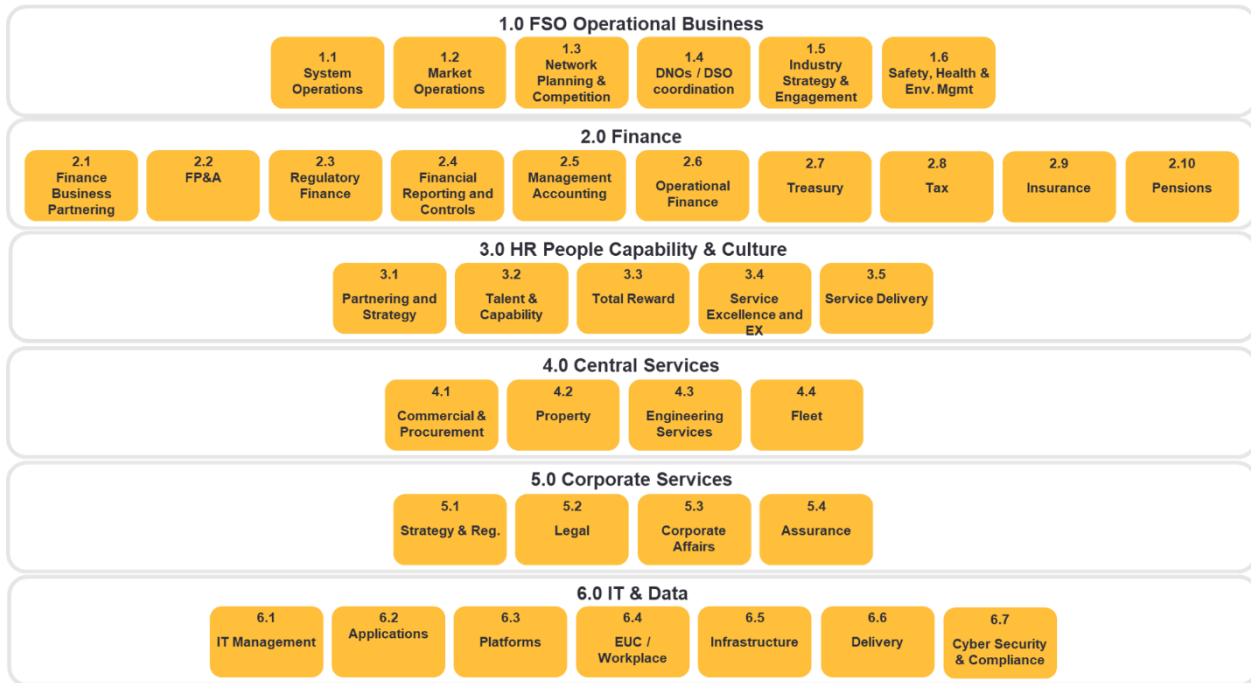 1.0 FSO Operational Business
1.1
System
Operations
1.2
Market
Operations
1.3
Network
Planning &
Competition
1.4
DNOs / DSO
coordination
1.5
Industry
Strategy &
Engagement
1.6
Safety, Health &
Env. Mgmt
2.0 Finance
2.1
Finance
Business
Partnering
2.2
FP&A
2.3
Regulatory
Finance
2.4
Financial
Reporting and
Controls
2.5
Management
Accounting
2.6
Operational
Finance
2.7
Treasury
2.8
Tax
2.9
Insurance
2.10
Pensions
3.0 HR People Capability & Culture
3.1
Partnering and
Strategy
3.2
Talent &
Capability
3.3
Total Reward
3.4
Service
Excellence and
EX
3.5
Service Delivery
4.0 Central Services
4.1
Commercial &
Procurement
4.2
Property
4.3
Engineering
Services
4.4
Fleet
5.0 Corporate Services
5.1
Strategy & Reg.
5.2
Legal
5.3
Corporate
Affairs
5.4
Assurance
6.0 IT & Data
6.1
IT Management
6.2
Applications
6.3
Platforms
6.4
EUC /
Workplace
6.5
Infrastructure
6.6
Delivery
6.7
Cyber Security
& Compliance